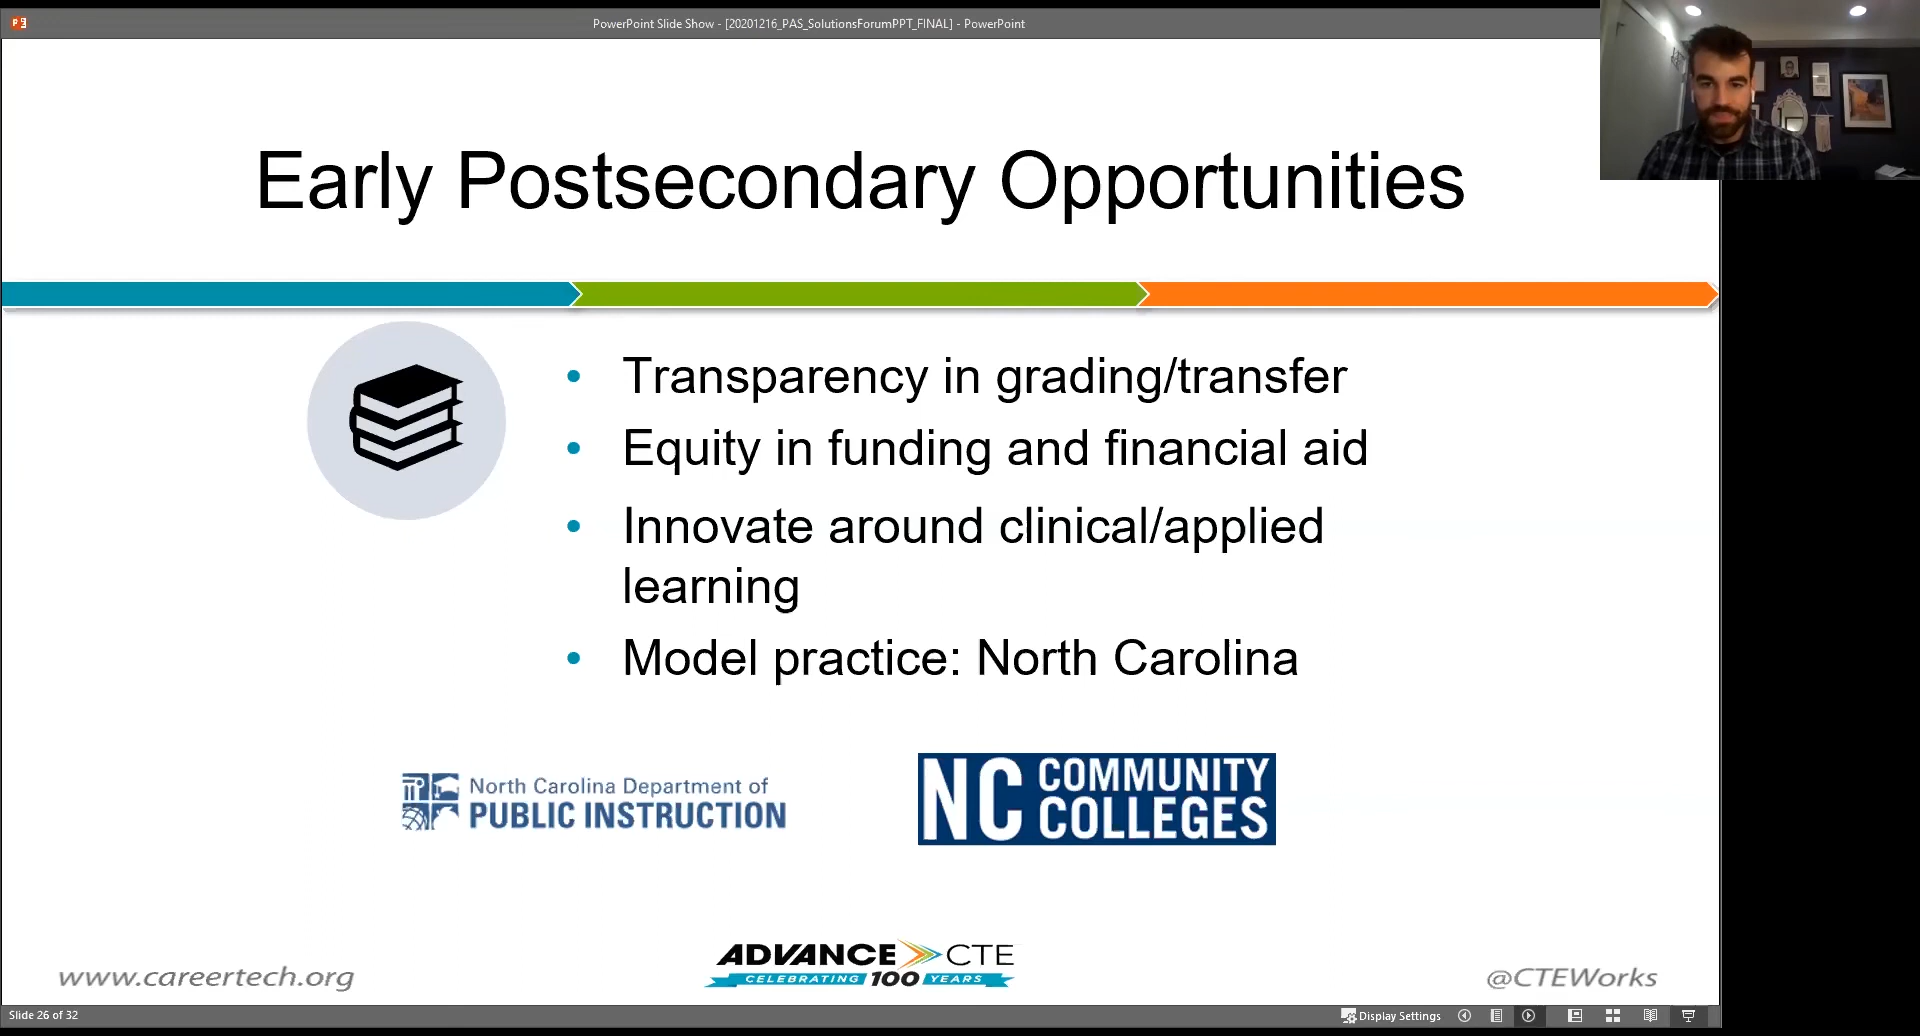 PowerPoint Slide Show - [20201216_PAS_SolutionsForumPPT_FINAL] - PowerPoint
Early Postsecondary Opportunities
• Transparency in grading/transfer
• Equity in funding and financial aid
• Innovate around clinical/applied
learning
• Model practice: North Carolina
North Carolina Department of
PUBLIC INSTRUCTION
NC COMMUNITY
COLLEGES
ADVANCE CTE
CELEBRATING 100 YEARS
www.careertech.org
@CTEWorks
Slide 26 of 32
Display Settings